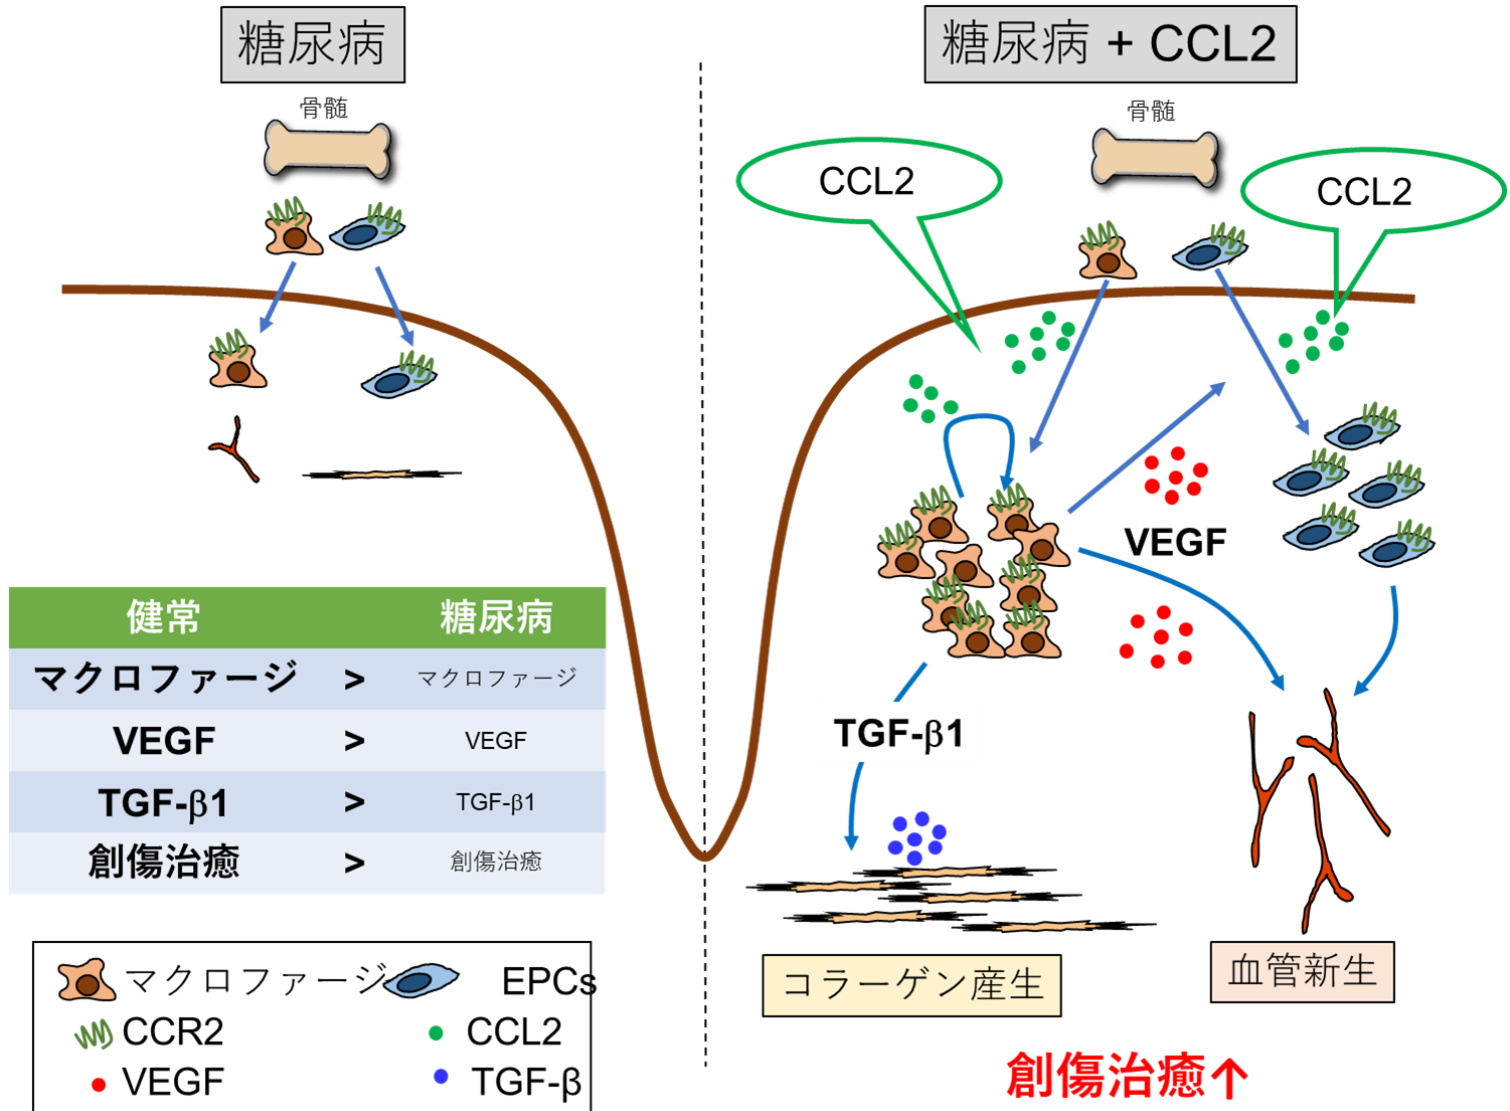 糖尿病
骨髄
健常 糖尿病
マクロファージ > マクロファージ
VEGF > VEGF
TGF-β1 > TGF-β1
創傷治癒 > 創傷治癒
マクロファージ EPCs
CCR2 CCL2
VEGF TGF-β
糖尿病 + CCL2
骨髄
CCL2
CCL2
VEGF
TGF-β1
コラーゲン産生
血管新生
創傷治癒↑